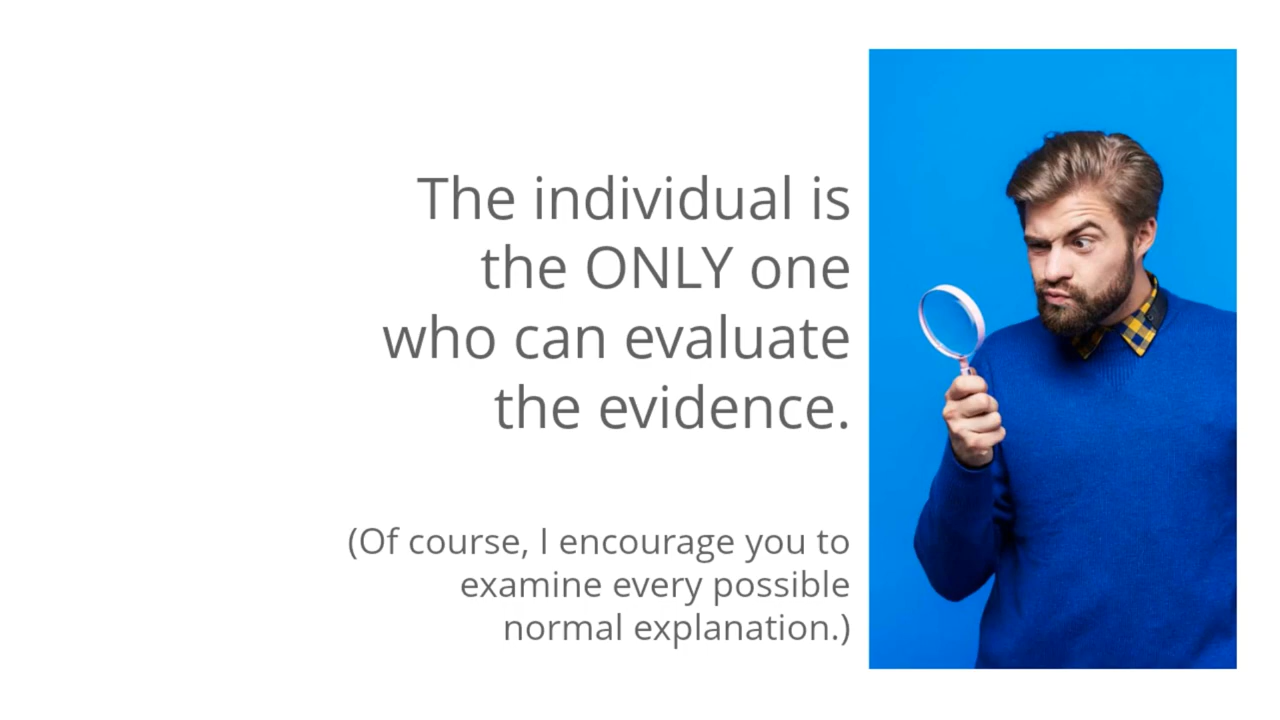 The individual is
the ONLY one
who can evaluate
the evidence.
(Of course, I encourage you to
examine every possible
normal explanation.)